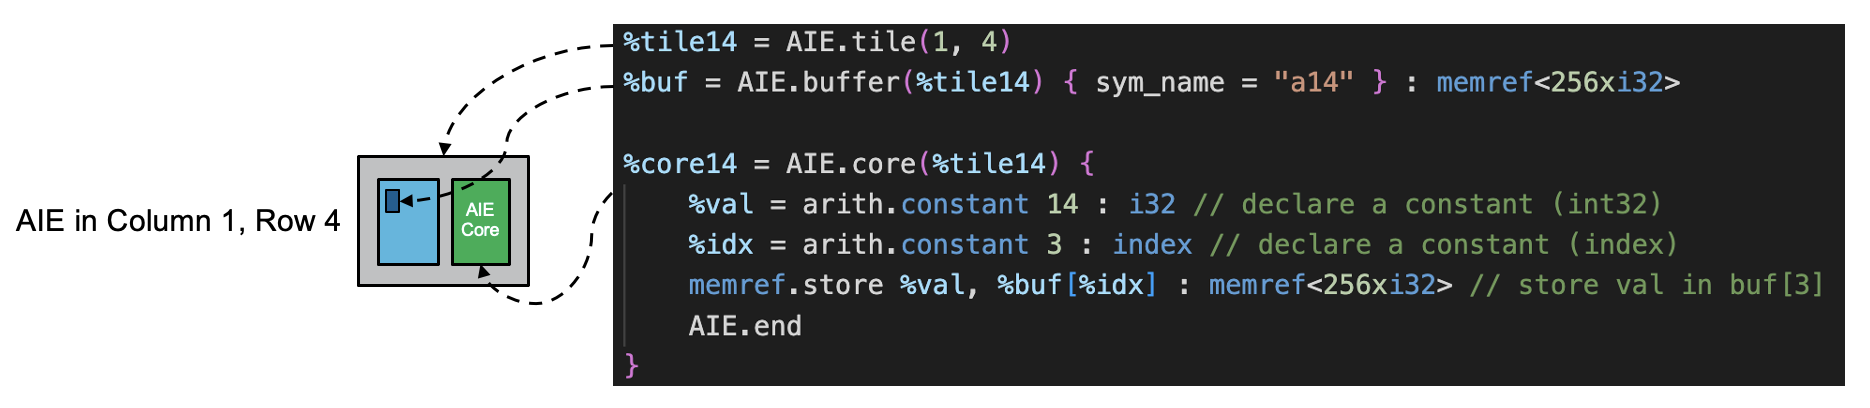 AIE in Column 1, Row 4
AIE
Core
%tile14 = AIE.tile(1, 4)
%buf = AIE.buffer(%tile14) { sym_name = "a14" } : memref<256xi32>
%core14 = AIE.core(%tile14) {
%val = arith.constant 14 : i32 // declare a constant (int32)
%idx = arith.constant 3 : index // declare a constant (index)
memref.store %val, %buf[%idx] : memref<256xi32> // store val in buf[3]
AIE.end
}